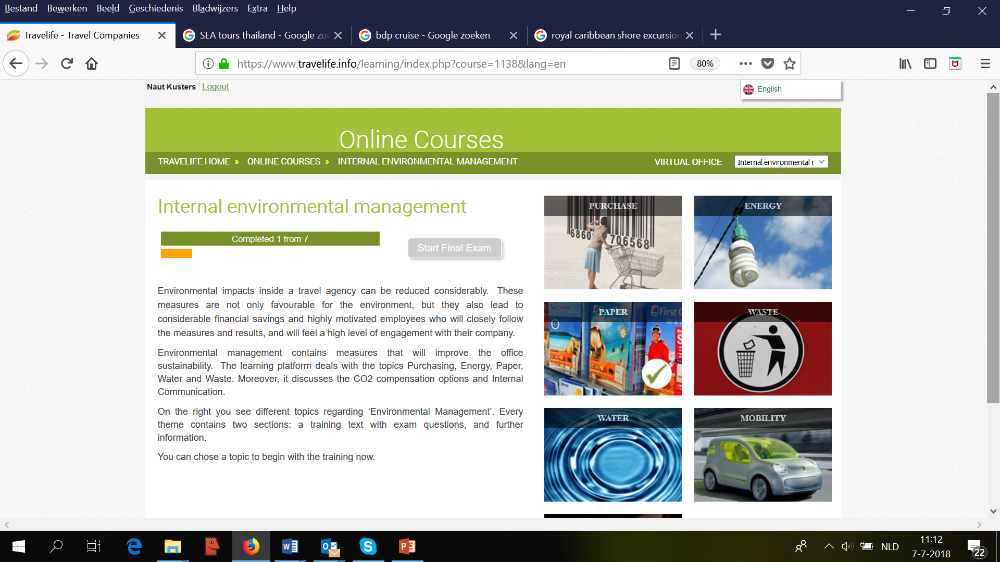 Bestand Bewerken Beeld Geschiedenis Bladwijzers Extra Help
Travelife - Travel Companies
SEA tours thailand - Google zoe
bdp cruise - Google zoeken
royal caribbean shore excursion
https://www.travelife.info/learning/index.php?course=1138&lang=en
80%
Naut Kusters Logout
English
Online Courses
TRAVELIFE HOME » ONLINE COURSES » INTERNAL ENVIRONMENTAL MANAGEMENT
VIRTUAL OFFICE Internal environmental r
Internal environmental management
Completed 1 from 7
Start Final Exam
Environmental impacts inside a travel agency can be reduced considerably. These
measures are not only favourable for the environment, but they also lead to
considerable financial savings and highly motivated employees who will closely follow
the measures and results, and will feel a high level of engagement with their company.
Environmental management contains measures that will improve the office
sustainability. The learning platform deals with the topics Purchasing, Energy, Paper,
Water and Waste. Moreover, it discusses the CO2 compensation options and Internal
Communication.
On the right you see different topics regarding ‘Environmental Management’. Every
theme contains two sections: a training text with exam questions, and further
information.
You can chose a topic to begin with the training now.
PURCHASE
6860 706568
ENERGY
PAPER
First
WASTE
WATER
MOBILITY
NLD
11:12
7-7-2018
22